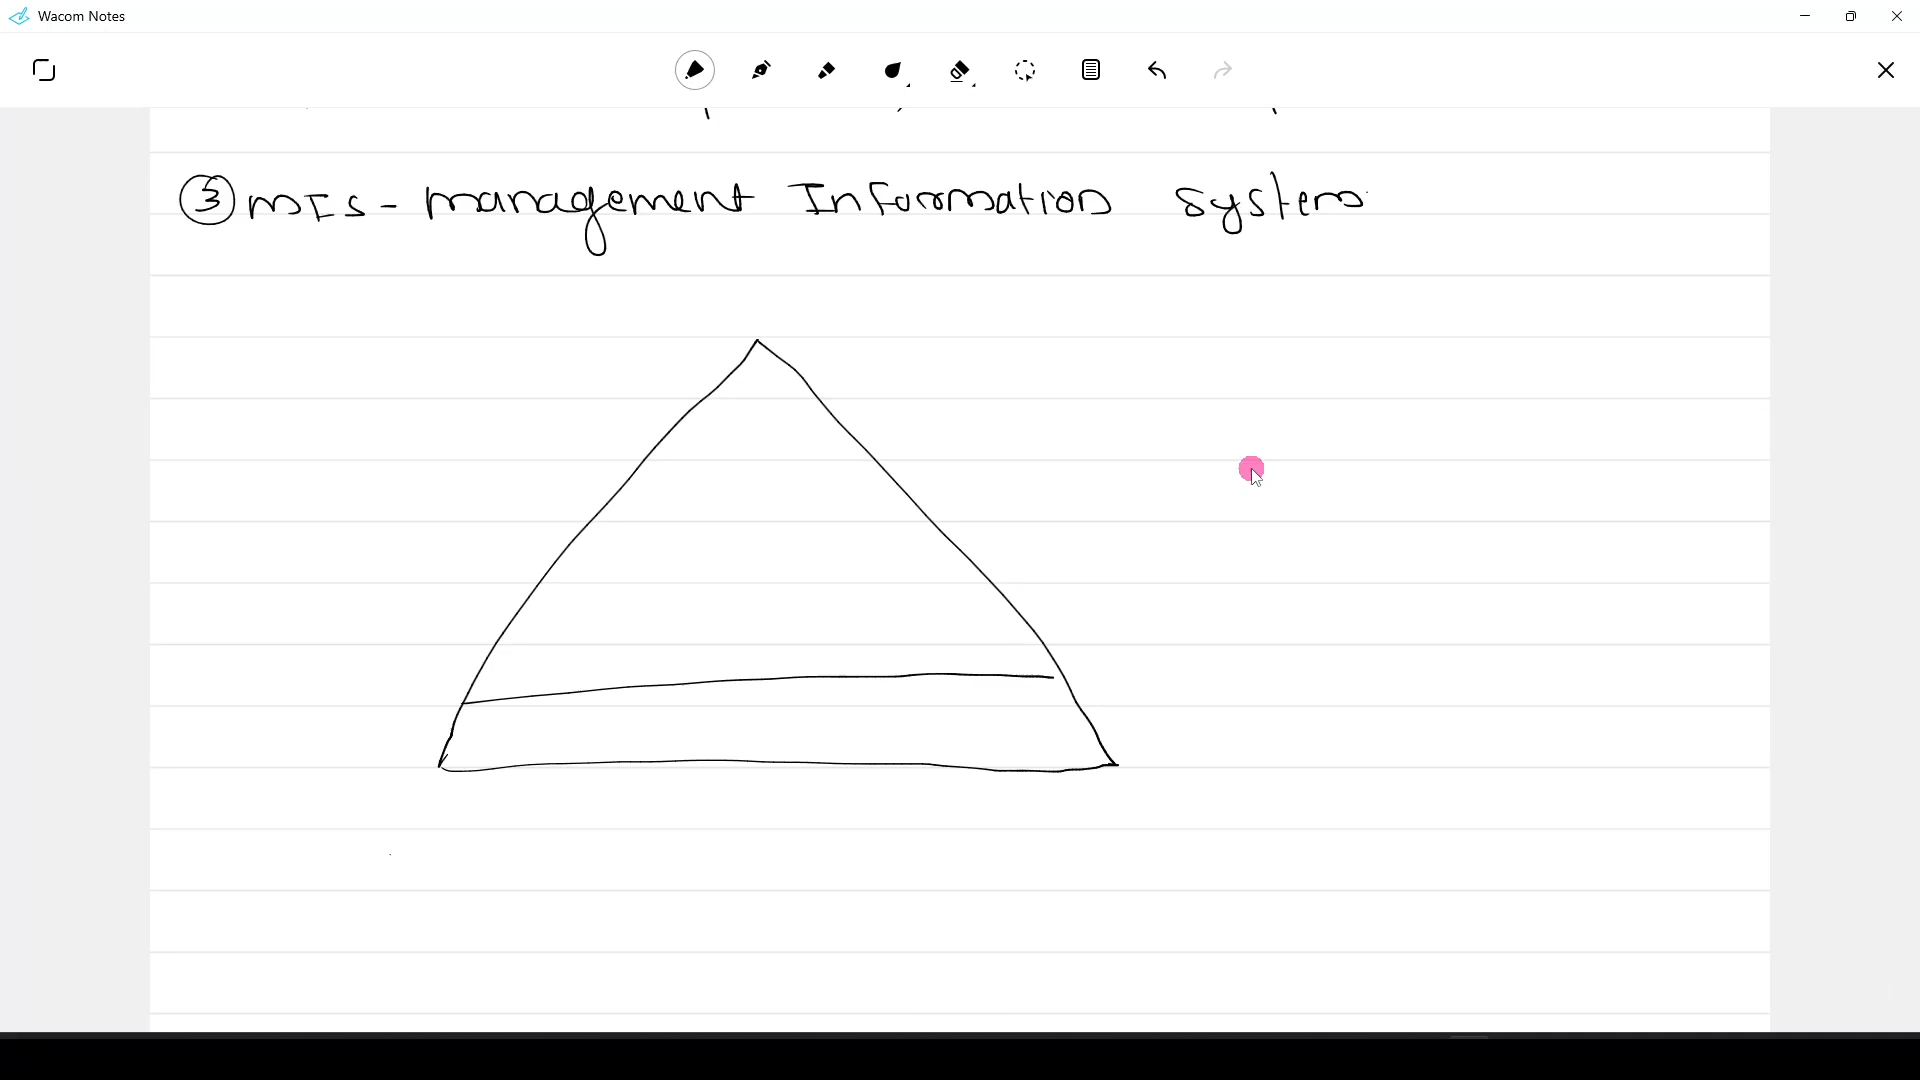 Wacom Notes
③ MIS - management Information System